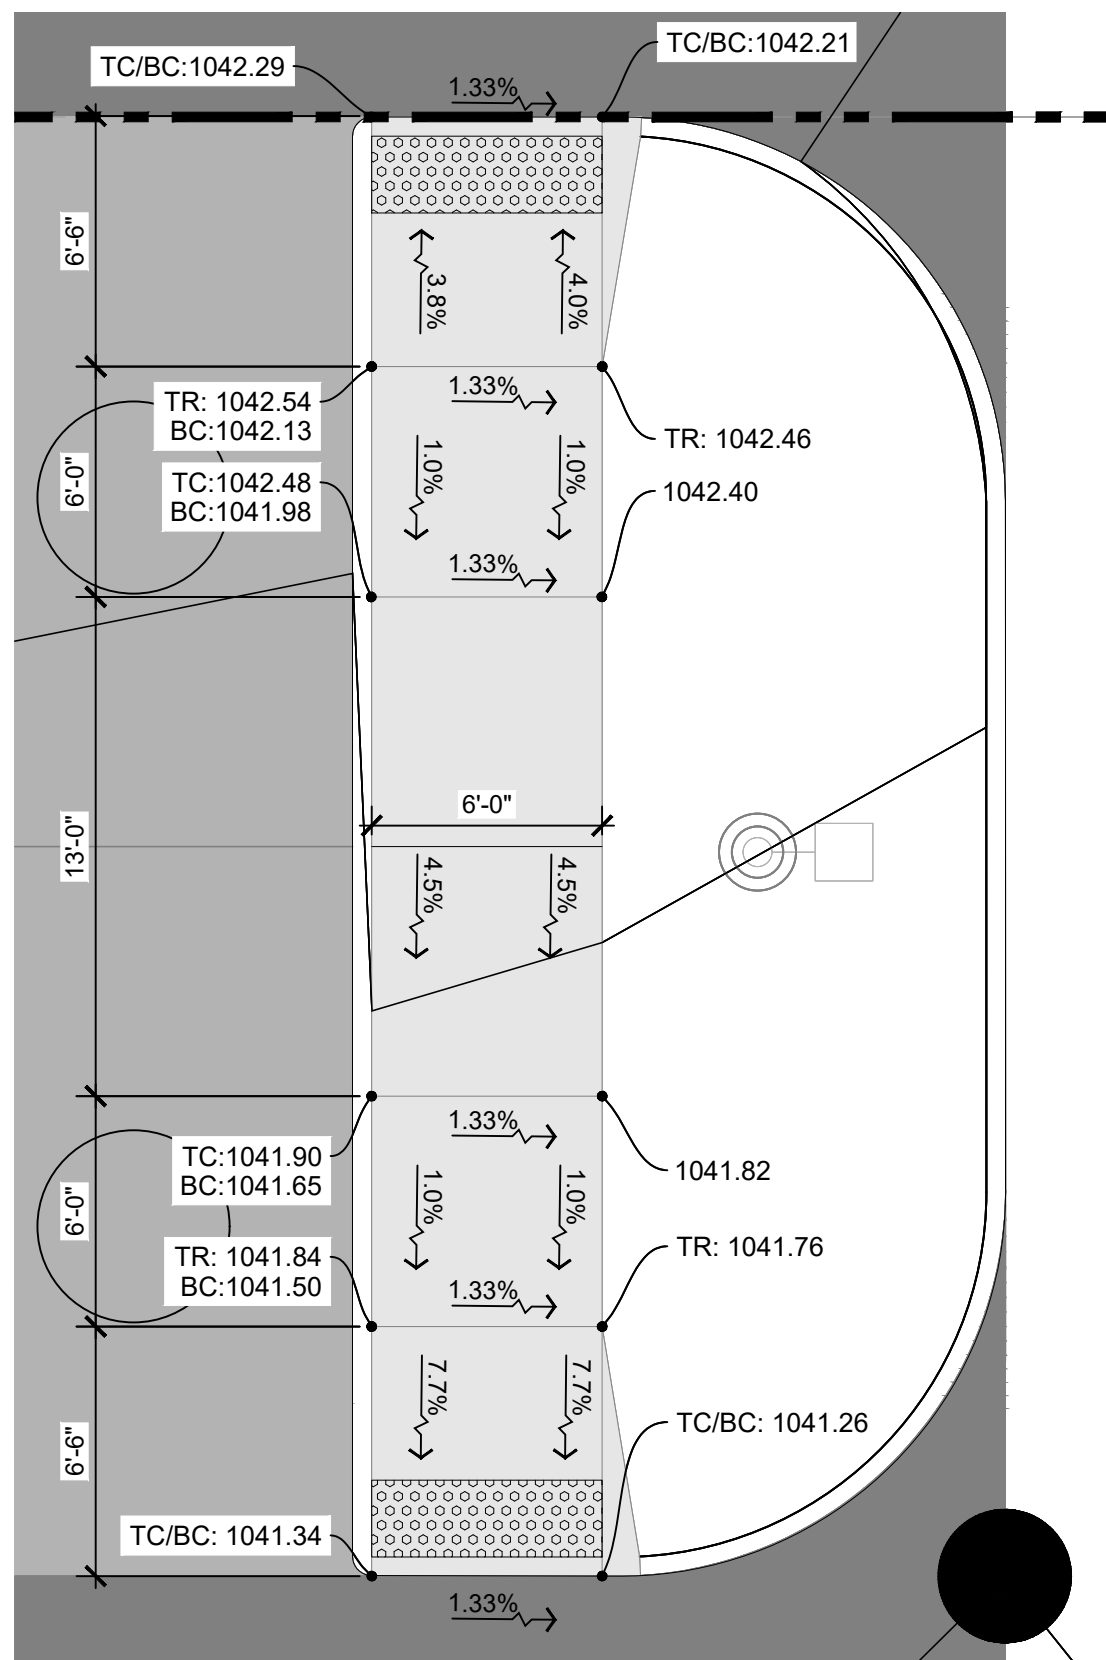 TC/BC:1042.29
TC/BC:1042.21
1.33%
6'-6"
3.8%
4.0%
TR: 1042.54
BC:1042.13
1.33%
TR: 1042.46
TC:1042.48
BC:1041.98
6'-0"
1.0%
1.0%
1042.40
1.33%
6'-0"
13'-0"
4.5%
4.5%
1.33%
TC:1041.90
BC:1041.65
1041.82
6'-0"
1.0%
1.0%
TR: 1041.84
BC:1041.50
TR: 1041.76
1.33%
7.7%
7.7%
TC/BC: 1041.26
6'-6"
TC/BC: 1041.34
1.33%